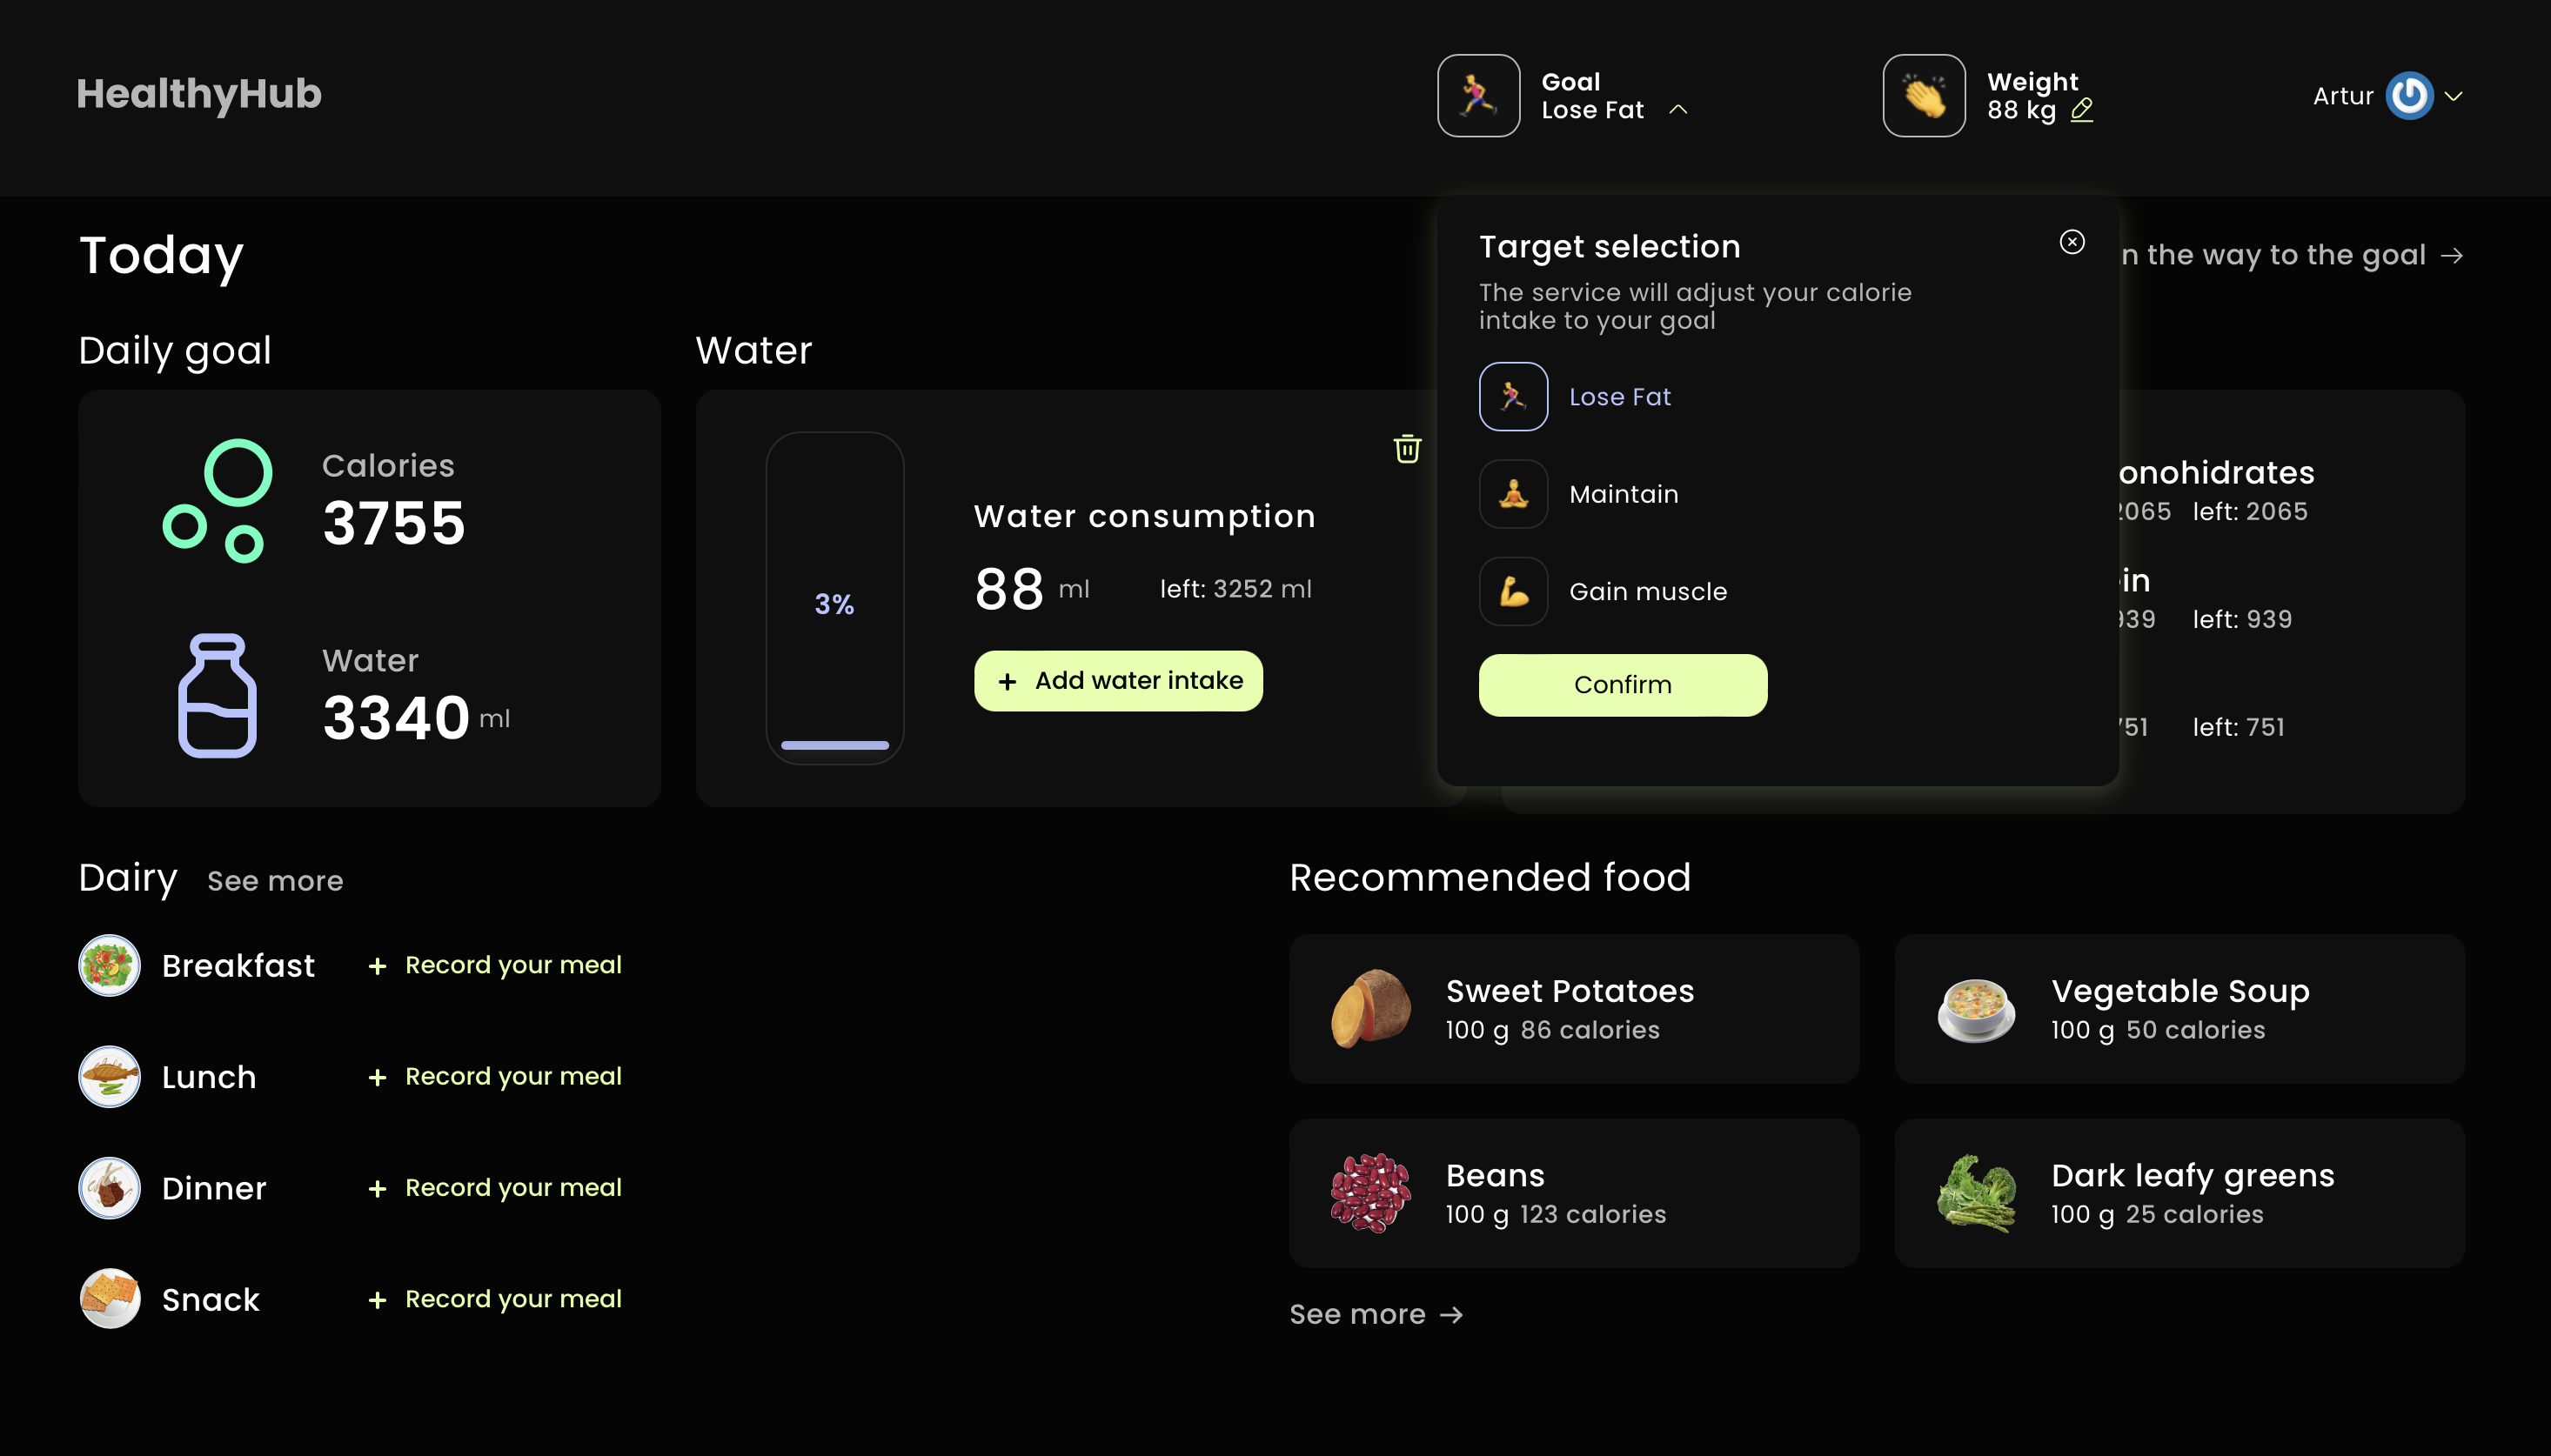 HealthyHub
Goal
Lose Fat
Weight
88 kg
Artur
Today
n the way to the goal →
Target selection
The service will adjust your calorie
intake to your goal
Lose Fat
Maintain
Gain muscle
Confirm
Daily goal
Calories
3755
Water
3340 ml
Water
3%
Water consumption
88 ml left: 3252 ml
+ Add water intake
onohidrates
2065 left: 2065
in
939 left: 939
751 left: 751
Dairy See more
Breakfast + Record your meal
Lunch + Record your meal
Dinner + Record your meal
Snack + Record your meal
Recommended food
Sweet Potatoes
100 g 86 calories
Vegetable Soup
100 g 50 calories
Beans
100 g 123 calories
Dark leafy greens
100 g 25 calories
See more →